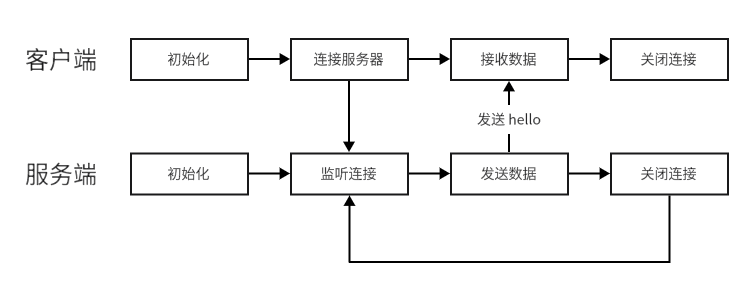 客户端
初始化
连接服务器
接收数据
关闭连接
发送 hello
服务端
初始化
监听连接
发送数据
关闭连接